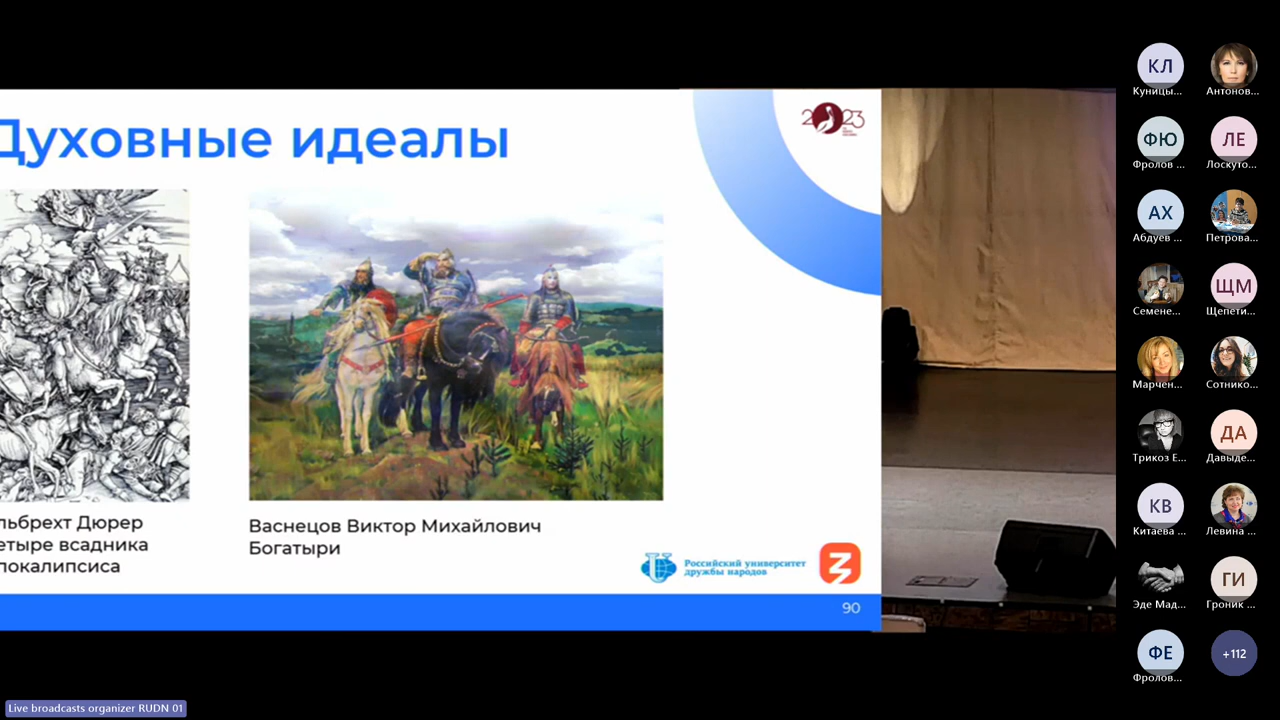 Духовные идеалы
2023
льбрехт Дюрер
етыре всадника
покалипсиса
Васнецов Виктор Михайлович
Богатыри
Российский университет
дружбы народов
90
КЛ
Куницы...
Антонов...
ФЮ
Фролов ...
ЛЕ
Лоскуто...
АХ
Абдуев ...
Петрова...
Семене...
ЩМ
Щепети...
Марчен...
Сотнико...
Трикоз Е...
ДА
Давыде...
КВ
Китаева ...
Левина ...
Эде Мад...
ГИ
Гроник ...
ФЕ
Фролов...
+112
Live broadcasts organizer RUDN 01